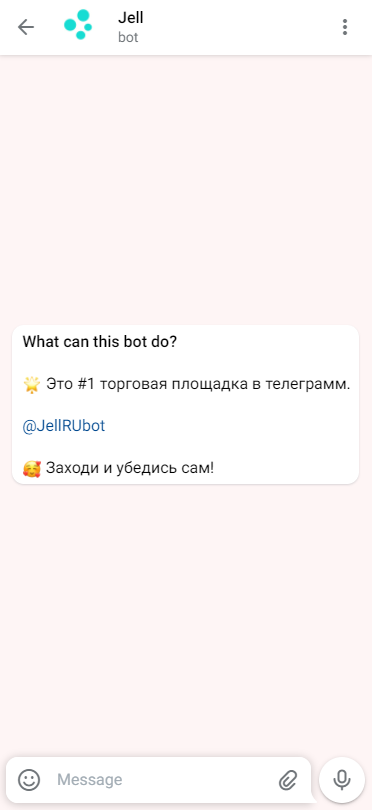 Jell
bot
What can this bot do?
🌟 Это #1 торговая площадка в телеграмм.
@JellRUbot
🥰 Заходи и убедись сам!
Message